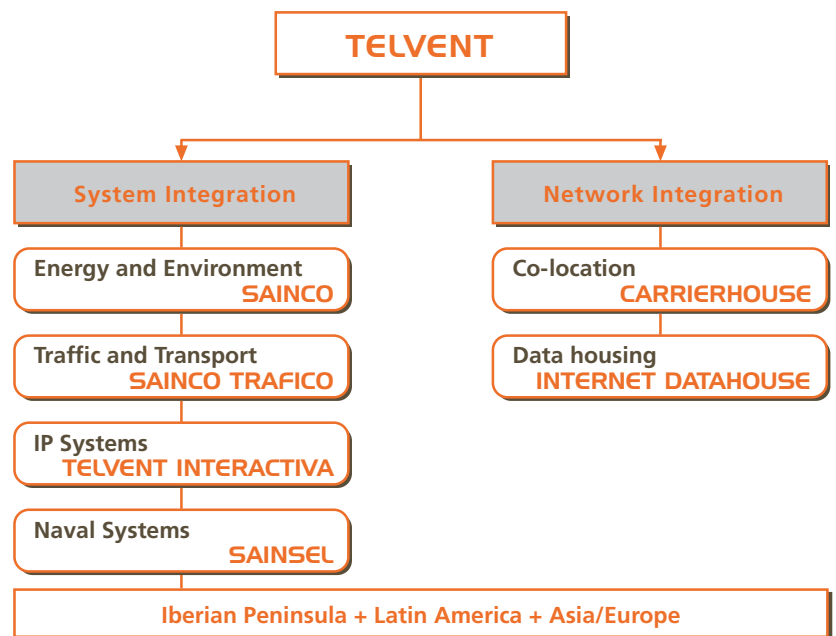 TELVENT
System Integration
Energy and Environment
SAINCO
Traffic and Transport
SAINCO TRAFICO
IP Systems
TELVENT INTERACTIVA
Naval Systems
SAINSEL
Network Integration
Co-location
CARRIERHOUSE
Data housing
INTERNET DATAHOUSE
Iberian Peninsula + Latin America + Asia/Europe